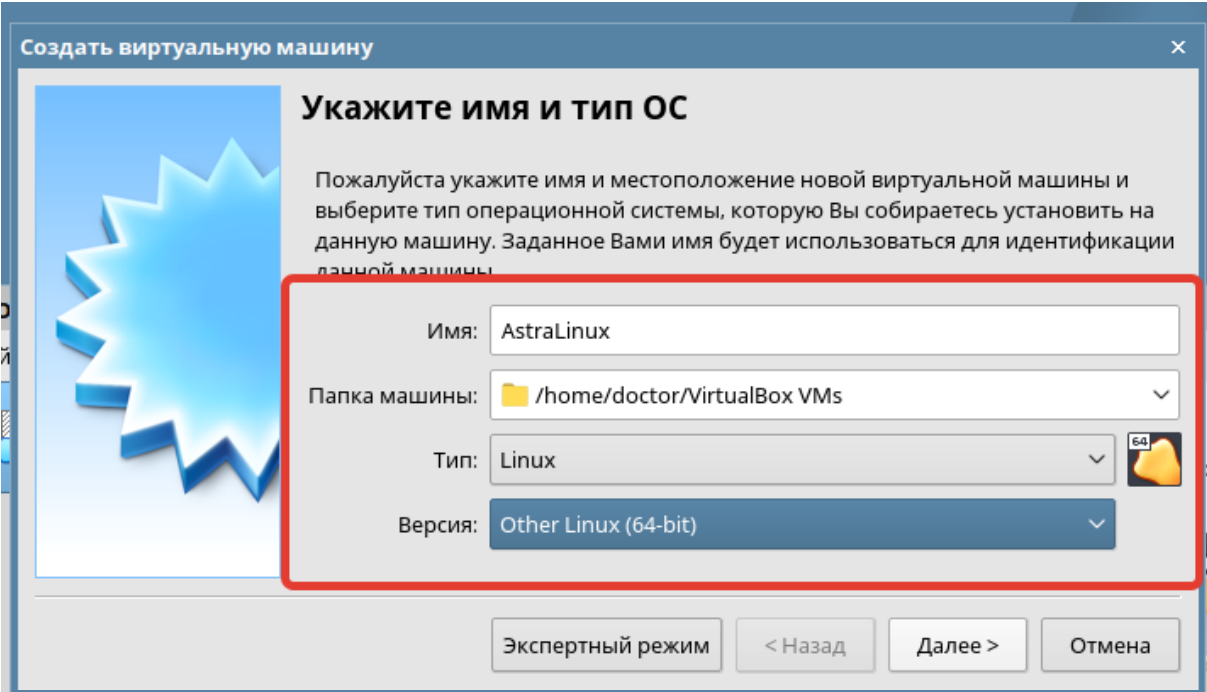 Создать виртуальную машину
Укажите имя и тип ОС
Пожалуйста укажите имя и местоположение новой виртуальной машины и
выберите тип операционной системы, которую Вы собираетесь установить на
данную машину. Заданное Вами имя будет использоваться для идентификации
данной машины.
Имя: AstraLinux
Папка машины: /home/doctor/VirtualBox VMs
Тип: Linux
64
Версия: Other Linux (64-bit)
Экспертный режим < Назад Далее > Отмена